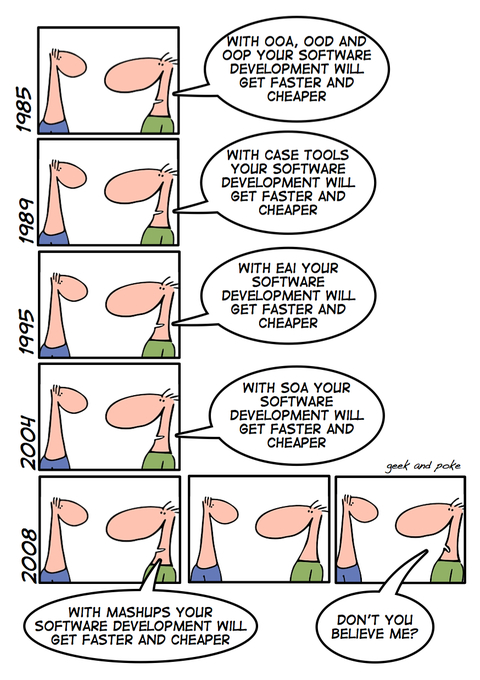 1985
WITH OOA, OOD AND
OOP YOUR SOFTWARE
DEVELOPMENT WILL
GET FASTER AND
CHEAPER
1989
WITH CASE TOOLS
YOUR SOFTWARE
DEVELOPMENT WILL
GET FASTER AND
CHEAPER
1995
WITH EAI YOUR
SOFTWARE
DEVELOPMENT WILL
GET FASTER AND
CHEAPER
2004
WITH SOA YOUR
SOFTWARE
DEVELOPMENT WILL
GET FASTER AND
CHEAPER
geek and poke
2008
WITH MASHUPS YOUR
SOFTWARE DEVELOPMENT WILL
GET FASTER AND CHEAPER
DON'T YOU
BELIEVE ME?